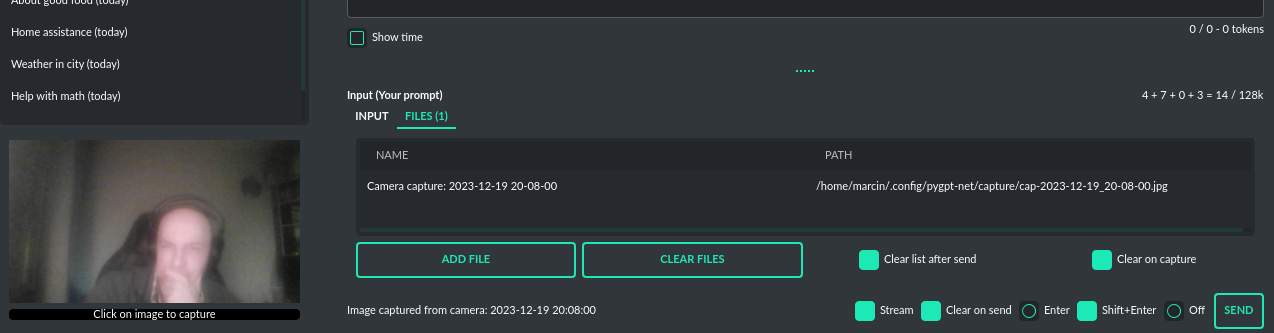 About good food (today)
Home assistance (today)
Weather in city (today)
Help with math (today)
Click on image to capture
0 / 0 - 0 tokens
Show time
Input (Your prompt)
4 + 7 + 0 + 3 = 14 / 128k
INPUT FILES (1)
NAME PATH
Camera capture: 2023-12-19 20-08-00 /home/marcin/.config/pygpt-net/capture/cap-2023-12-19_20-08-00.jpg
ADD FILE CLEAR FILES Clear list after send Clear on capture
Image captured from camera: 2023-12-19 20:08:00 Stream Clear on send Enter Shift+Enter Off SEND